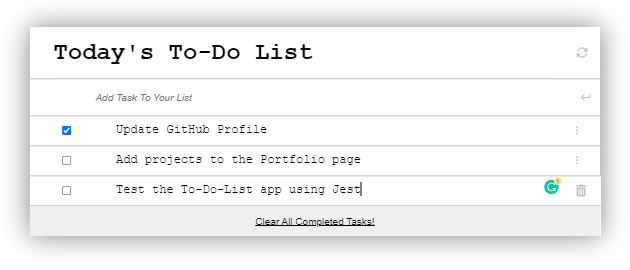 Today's To-Do List
Add Task To Your List
Update GitHub Profile
Add projects to the Portfolio page
Test the To-Do-List app using Jest
Clear All Completed Tasks!